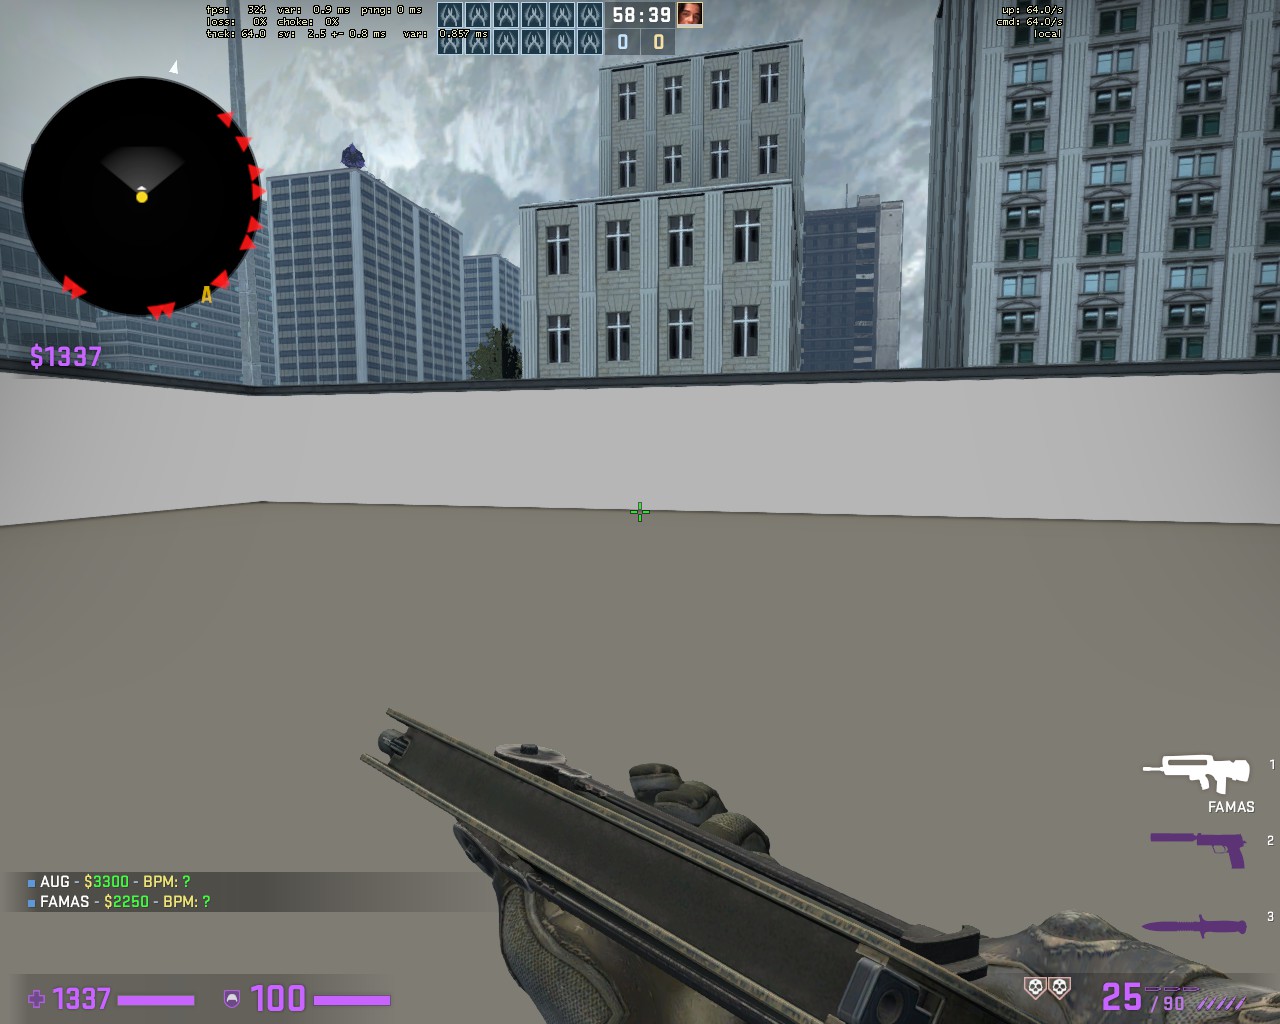 fps: 324 var: 0.9 ms ping: 0 ms
loss: 0% choke: 0%
tick: 64.0 sv: 2.5 +- 0.8 ms var: 0.857 ms
58:39
0 0
up: 64.0/s
cmd: 64.0/s
local
A
$1337
1
FAMAS
2
3
AUG - $3300 - BPM: ?
FAMAS - $2250 - BPM: ?
1337 100
25 / 90